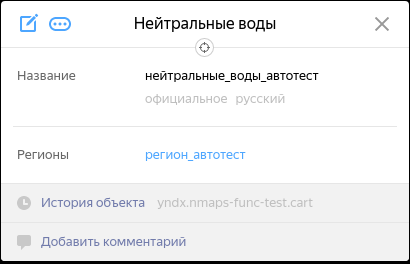 Нейтральные воды
Название нейтральные_воды_автотест
официальное русский
Регионы регион_автотест
История объекта yndx.nmaps-func-test.cart
Добавить комментарий